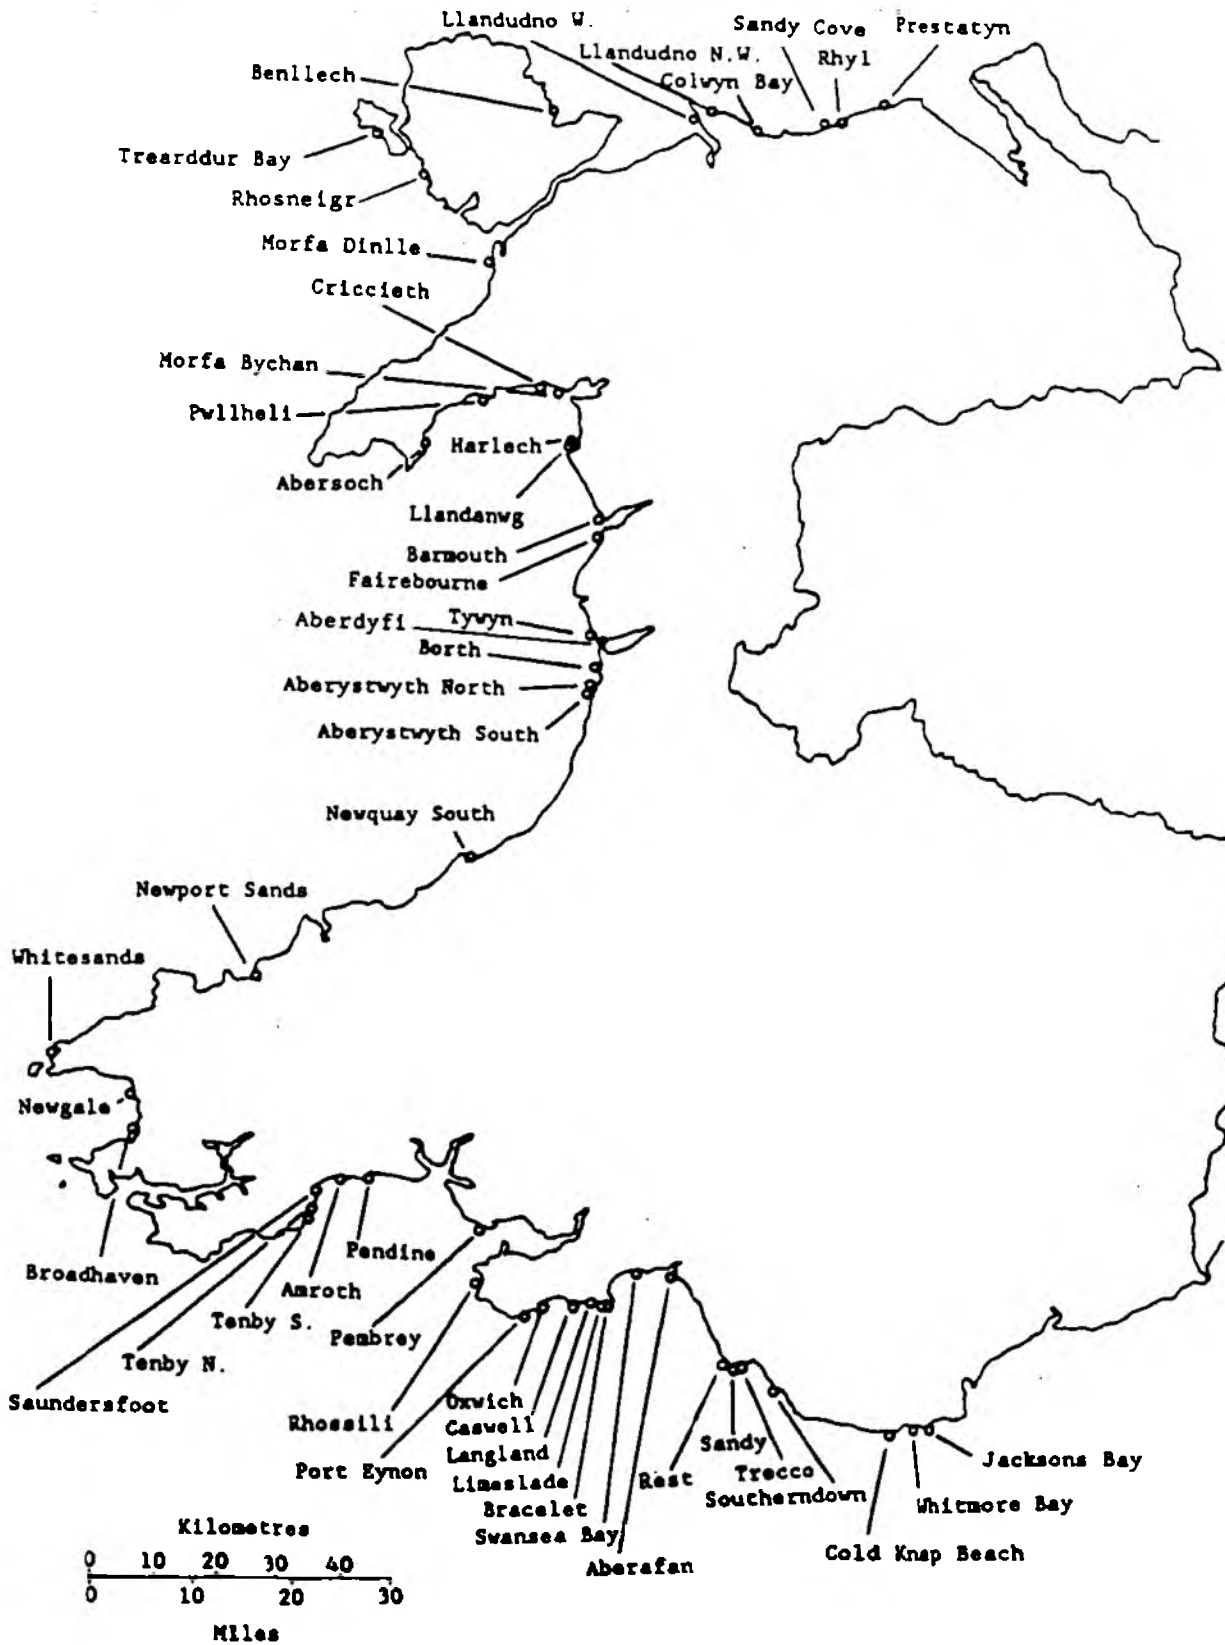 Llandudno W.
Sandy Cove
Prestatyn
Llandudno N.W.
Rhyl
Benllech
Colwyn Bay
Trearddur Bay
Rhosneigr
Morfa Dinlle
Criccieth
Morfa Bychan
Pwllheli
Harlech
Abersoch
Llandanwg
Barmouth
Fairebourne
Aberdyfi
Tywyn
Borth
Aberystwyth North
Aberystwyth South
Newquay South
Newport Sands
Whitesands
Newgale
Broadhaven
Pendine
Amroth
Tenby S.
Pembrey
Tenby N.
Saundersfoot
Rhossili
Oxwich
Caswell
Langland
Port Eynon
Limeslade
Bracelet
Swansea Bay
Aberafan
Rest
Sandy
Trecco
Southerndown
Jacksons Bay
Whitmore Bay
Cold Knap Beach
Kilometres
0 10 20 30 40
0 20 30
Miles